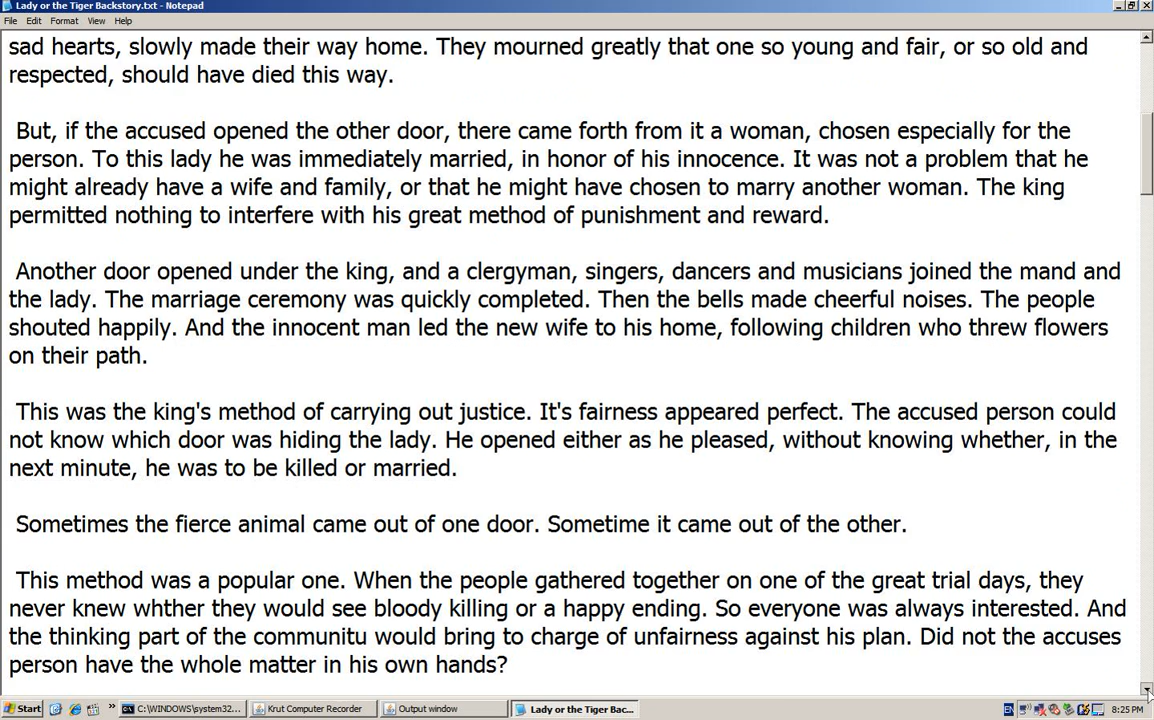 Lady or the Tiger Backstory.txt - Notepad
File Edit Format View Help
sad hearts, slowly made their way home. They mourned greatly that one so young and fair, or so old and
respected, should have died this way.
But, if the accused opened the other door, there came forth from it a woman, chosen especially for the
person. To this lady he was immediately married, in honor of his innocence. It was not a problem that he
might already have a wife and family, or that he might have chosen to marry another woman. The king
permitted nothing to interfere with his great method of punishment and reward.
Another door opened under the king, and a clergyman, singers, dancers and musicians joined the mand and
the lady. The marriage ceremony was quickly completed. Then the bells made cheerful noises. The people
shouted happily. And the innocent man led the new wife to his home, following children who threw flowers
on their path.
This was the king's method of carrying out justice. It's fairness appeared perfect. The accused person could
not know which door was hiding the lady. He opened either as he pleased, without knowing whether, in the
next minute, he was to be killed or married.
Sometimes the fierce animal came out of one door. Sometime it came out of the other.
This method was a popular one. When the people gathered together on one of the great trial days, they
never knew whther they would see bloody killing or a happy ending. So everyone was always interested. And
the thinking part of the communitu would bring to charge of unfairness against his plan. Did not the accuses
person have the whole matter in his own hands?
Start » C:\WINDOWS\system32... Krut Computer Recorder Output window Lady or the Tiger Bac... EN 8:25 PM